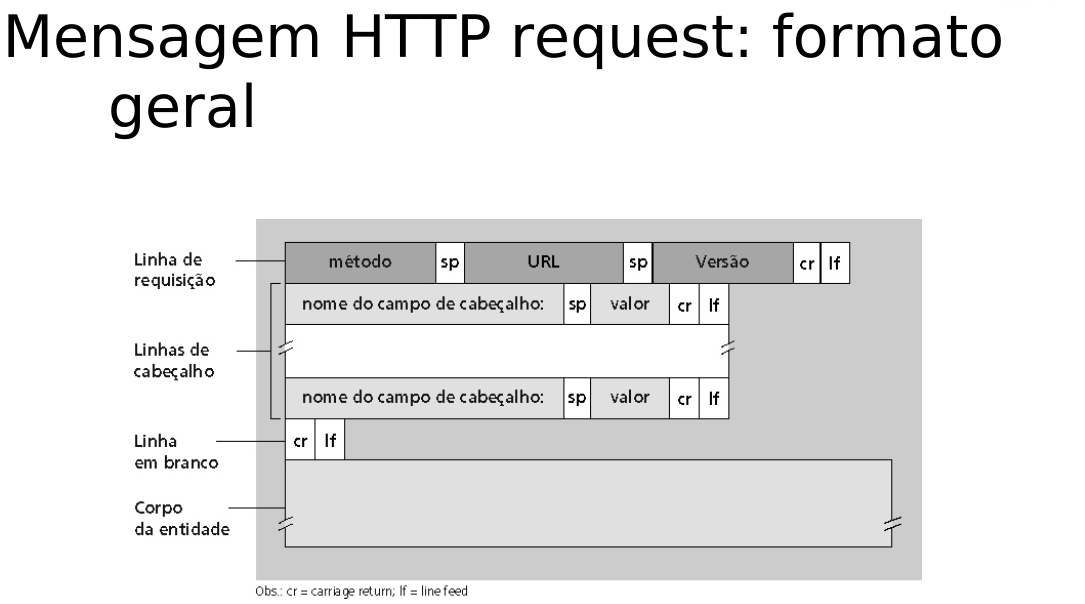 Mensagem HTTP request: formato
geral
Linha de
requisição
método sp URL sp Versão cr lf
nome do campo de cabeçalho: sp valor cr lf
Linhas de
cabeçalho
nome do campo de cabeçalho: sp valor cr lf
Linha
em branco
cr lf
Corpo
da entidade
Obs.: cr = carriage return; lf = line feed